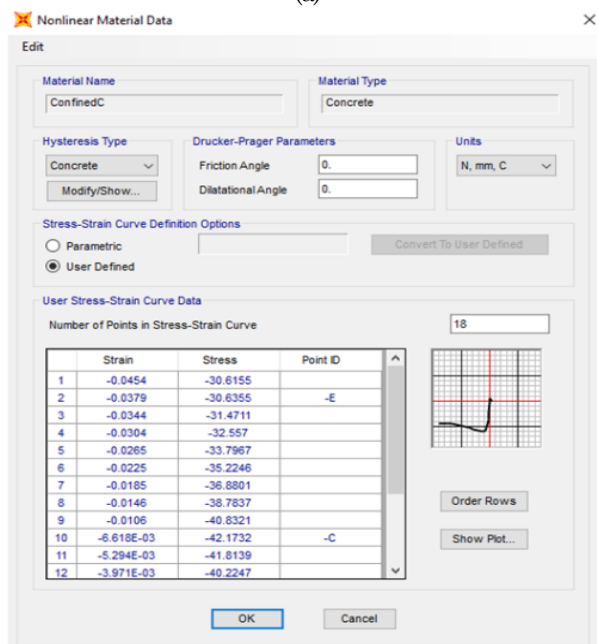 (a)
Nonlinear Material Data
Edit
Material Name Material Type
ConfinedC Concrete
Hysteresis Type Drucker-Prager Parameters Units
Concrete Friction Angle 0. N, mm, C
Modify/Show... Dilatational Angle 0.
Stress-Strain Curve Definition Options
Parametric Convert To User Defined
User Defined
User Stress-Strain Curve Data
Number of Points in Stress-Strain Curve 18
Strain Stress Point ID
1 -0.0454 -30.6155
2 -0.0379 -30.6355 -E
3 -0.0344 -31.4711
4 -0.0304 -32.557
5 -0.0265 -33.7967
6 -0.0225 -35.2246
7 -0.0185 -36.8801
8 -0.0146 -38.7837
9 -0.0106 -40.8321
10 -6.618E-03 -42.1732 -C
11 -5.294E-03 -41.8139
12 -3.971E-03 -40.2247
Order Rows
Show Plot...
OK Cancel